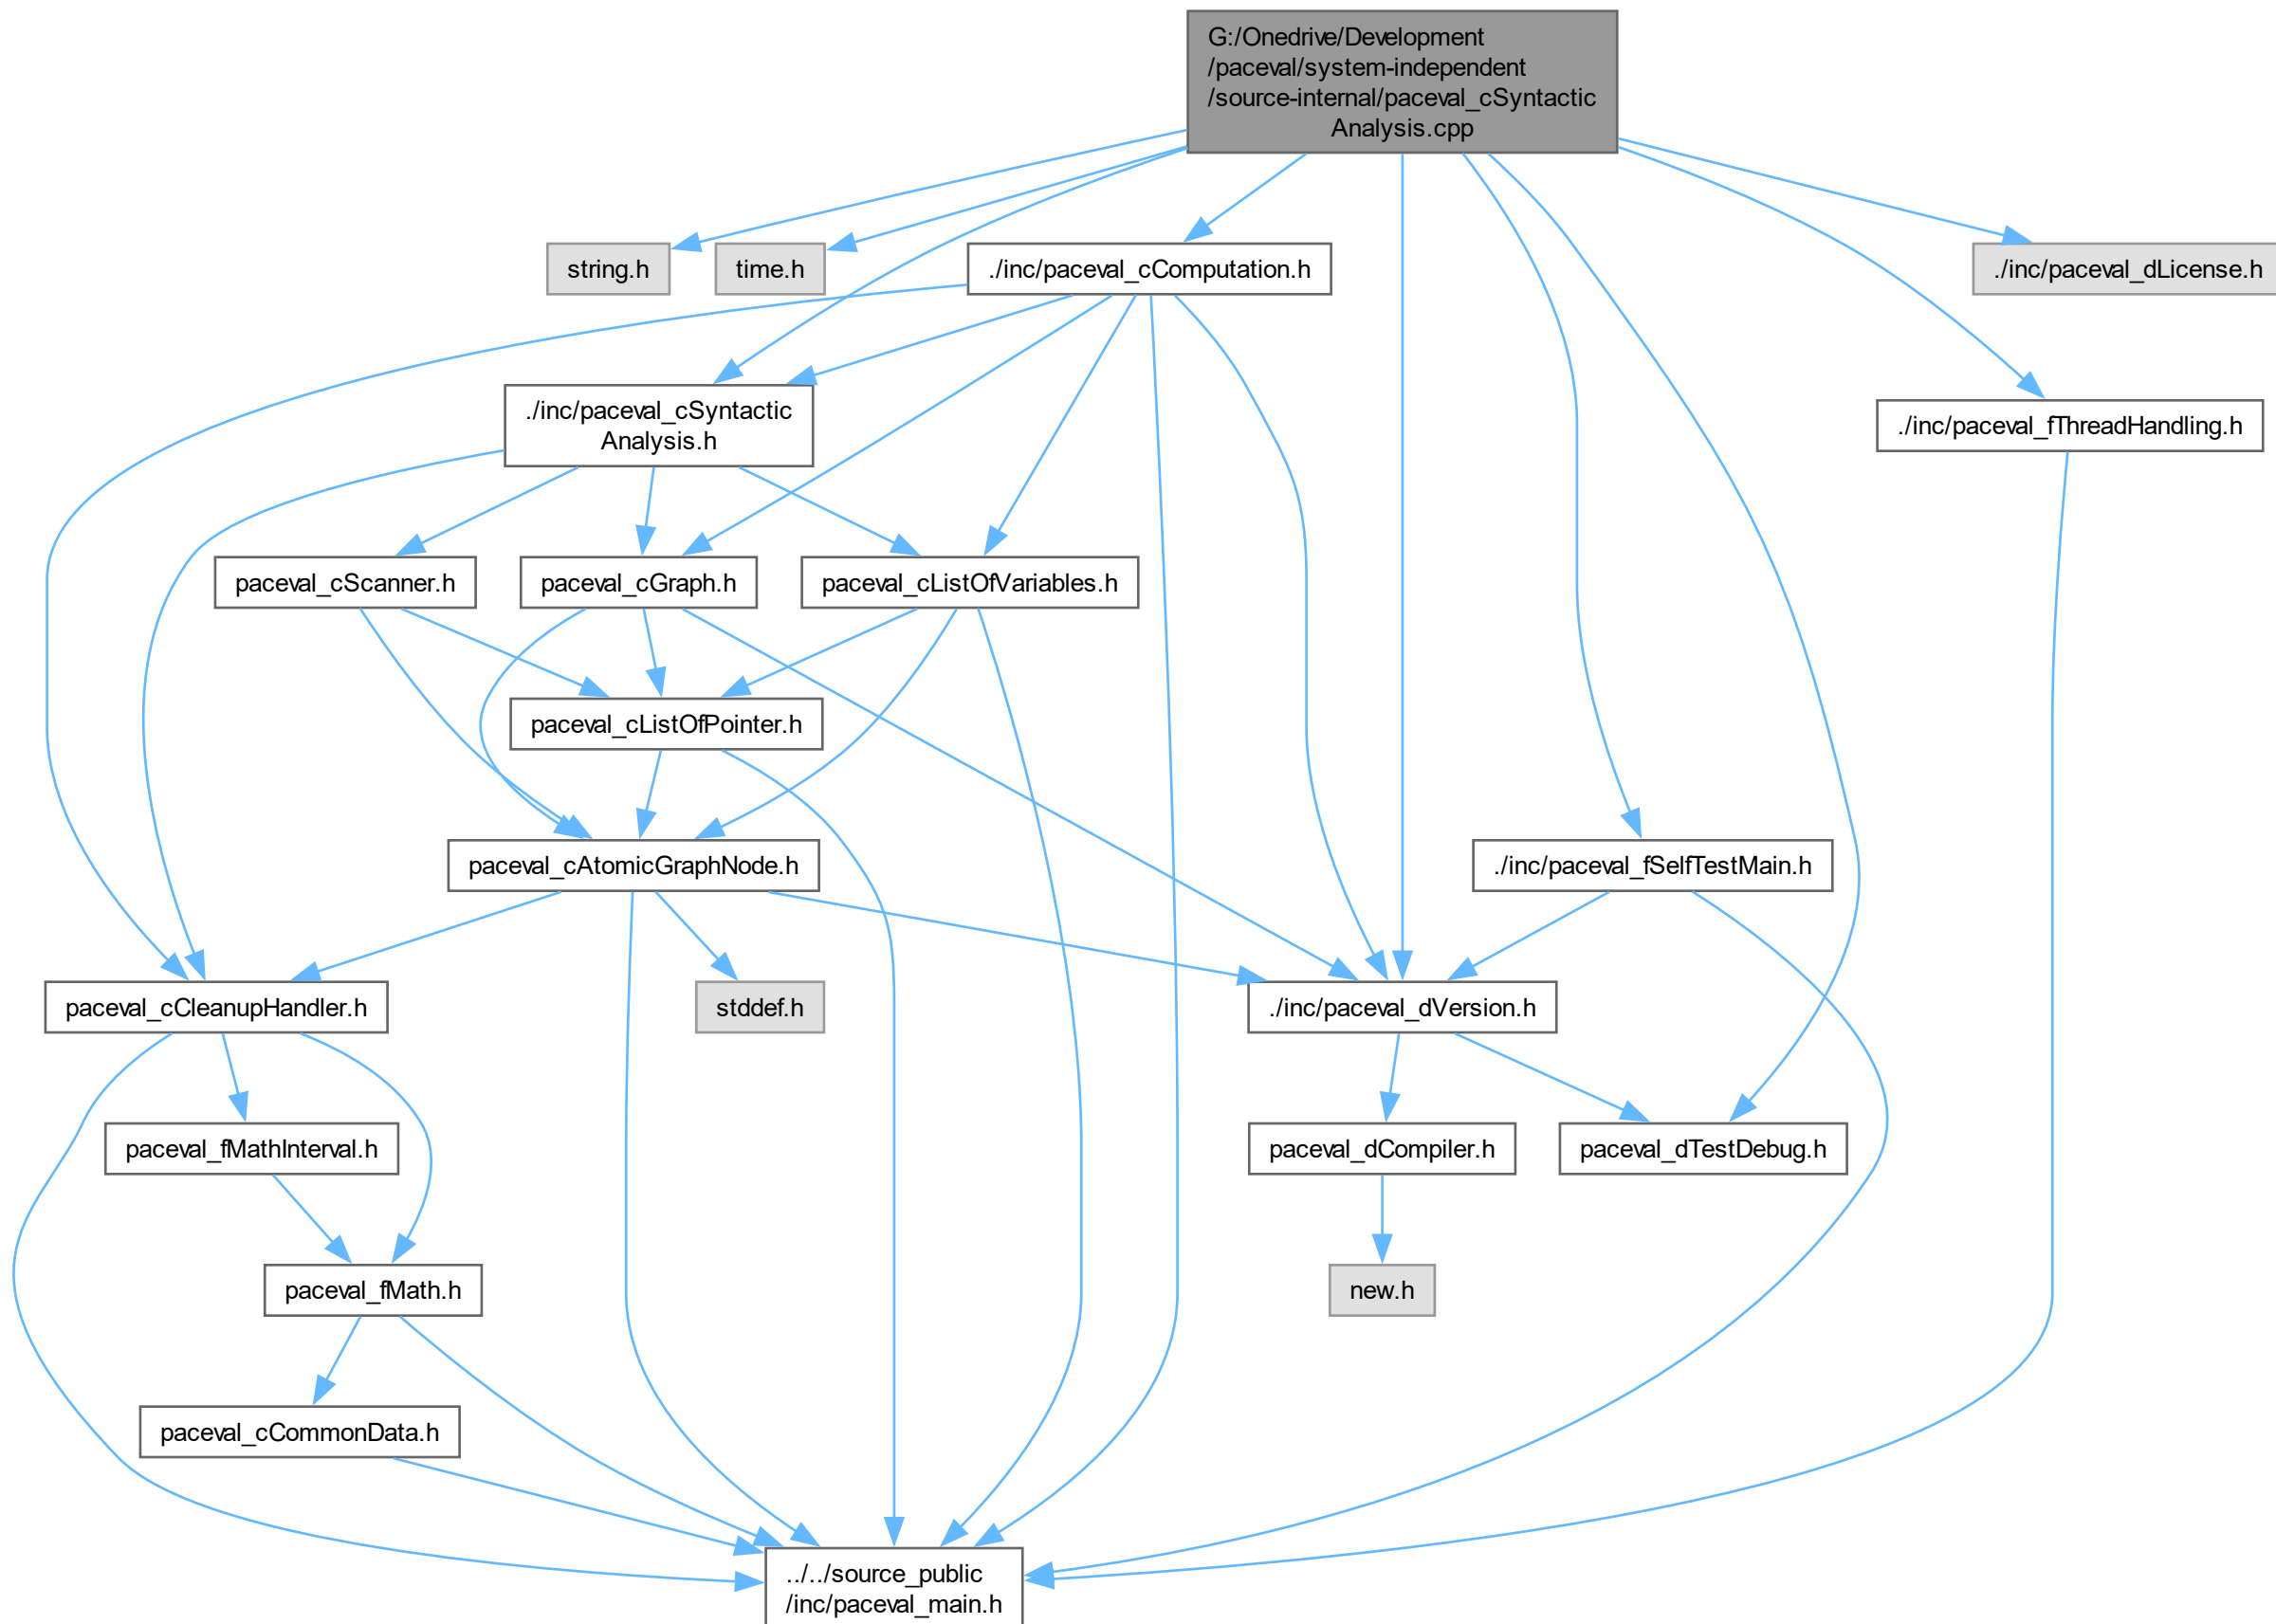 G:/Onedrive/Development
/paceval/system-independent
/source-internal/paceval_cSyntactic
Analysis.cpp
string.h
time.h
./inc/paceval_cComputation.h
./inc/paceval_dLicense.h
./inc/paceval_cSyntactic
Analysis.h
./inc/paceval_fThreadHandling.h
paceval_cScanner.h
paceval_cGraph.h
paceval_cListOfVariables.h
paceval_cListOfPointer.h
paceval_cAtomicGraphNode.h
./inc/paceval_fSelfTestMain.h
paceval_cCleanupHandler.h
stddef.h
./inc/paceval_dVersion.h
paceval_fMathInterval.h
paceval_dCompiler.h
paceval_dTestDebug.h
paceval_fMath.h
new.h
paceval_cCommonData.h
../../source_public
/inc/paceval_main.h